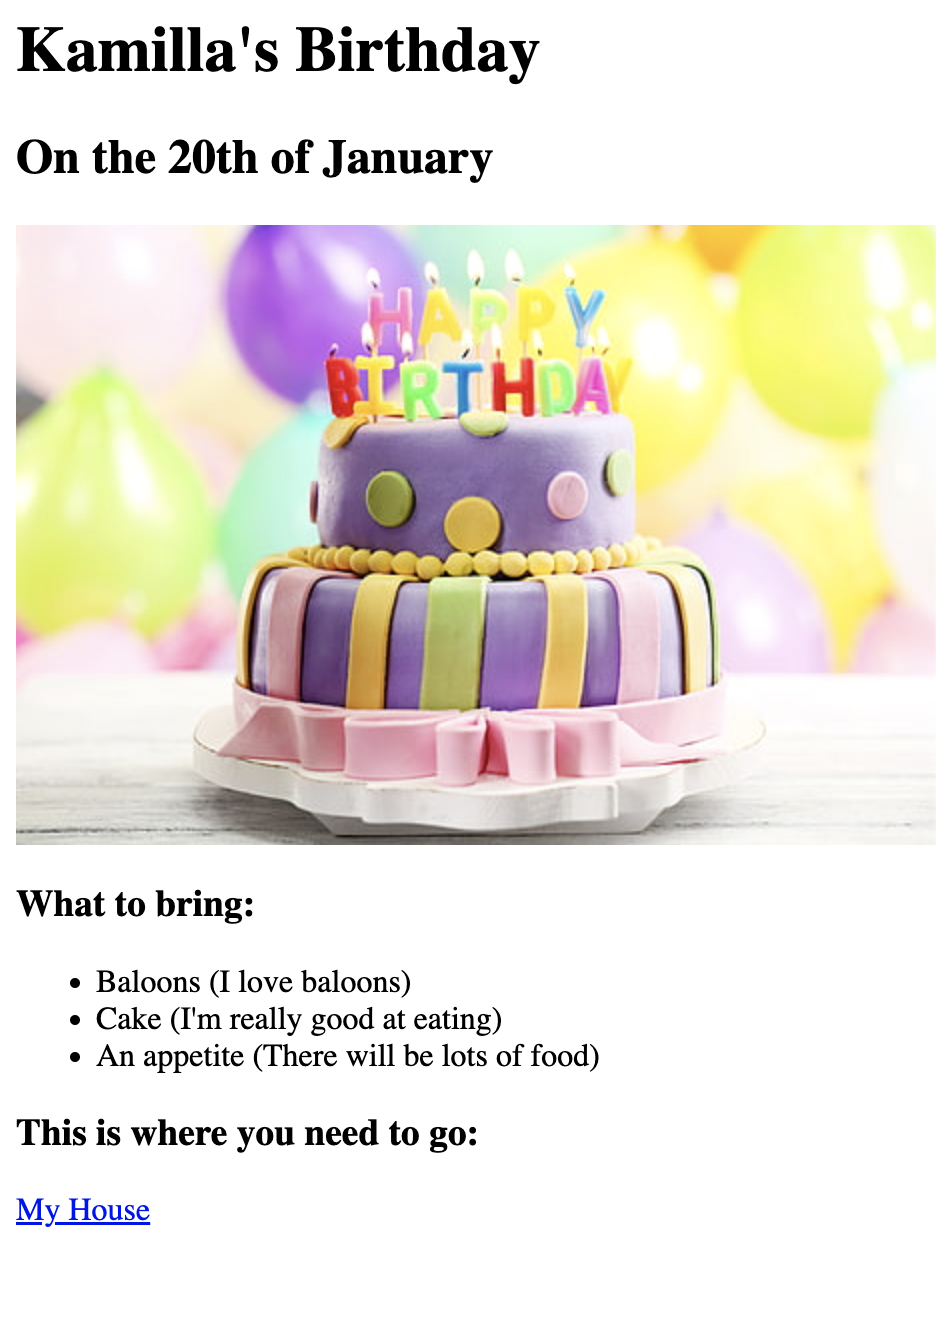 Kamilla's Birthday
On the 20th of January
HAPPY
BIRTHDAY
What to bring:
Baloons (I love baloons)
Cake (I'm really good at eating)
An appetite (There will be lots of food)
This is where you need to go:
My House